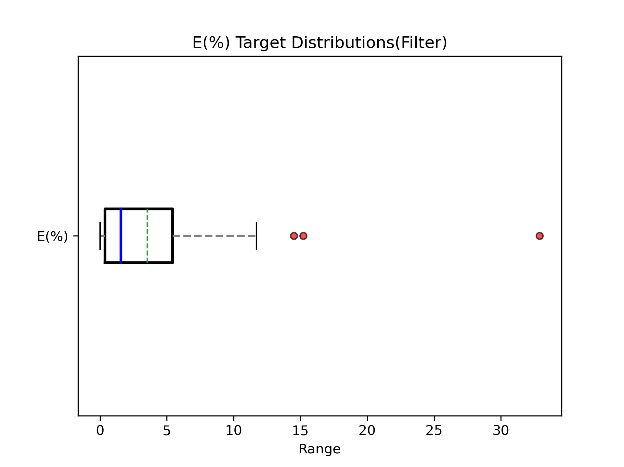 E(%) Target Distributions(Filter)
E(%)
0 5 10 15 20 25 30
Range